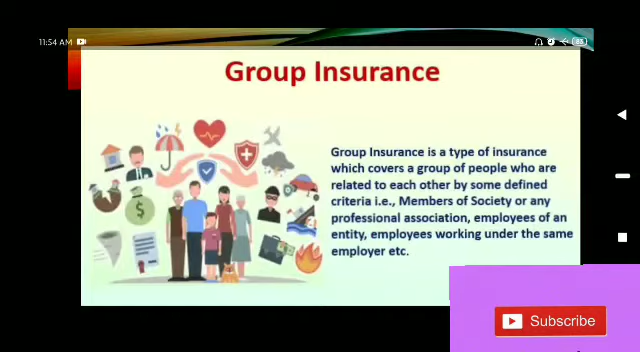 11:54 AM
86
Group Insurance
Group Insurance is a type of insurance
which covers a group of people who are
related to each other by some defined
criteria i.e., Members of Society or any
professional association, employees of an
entity, employees working under the same
employer etc.
Subscribe